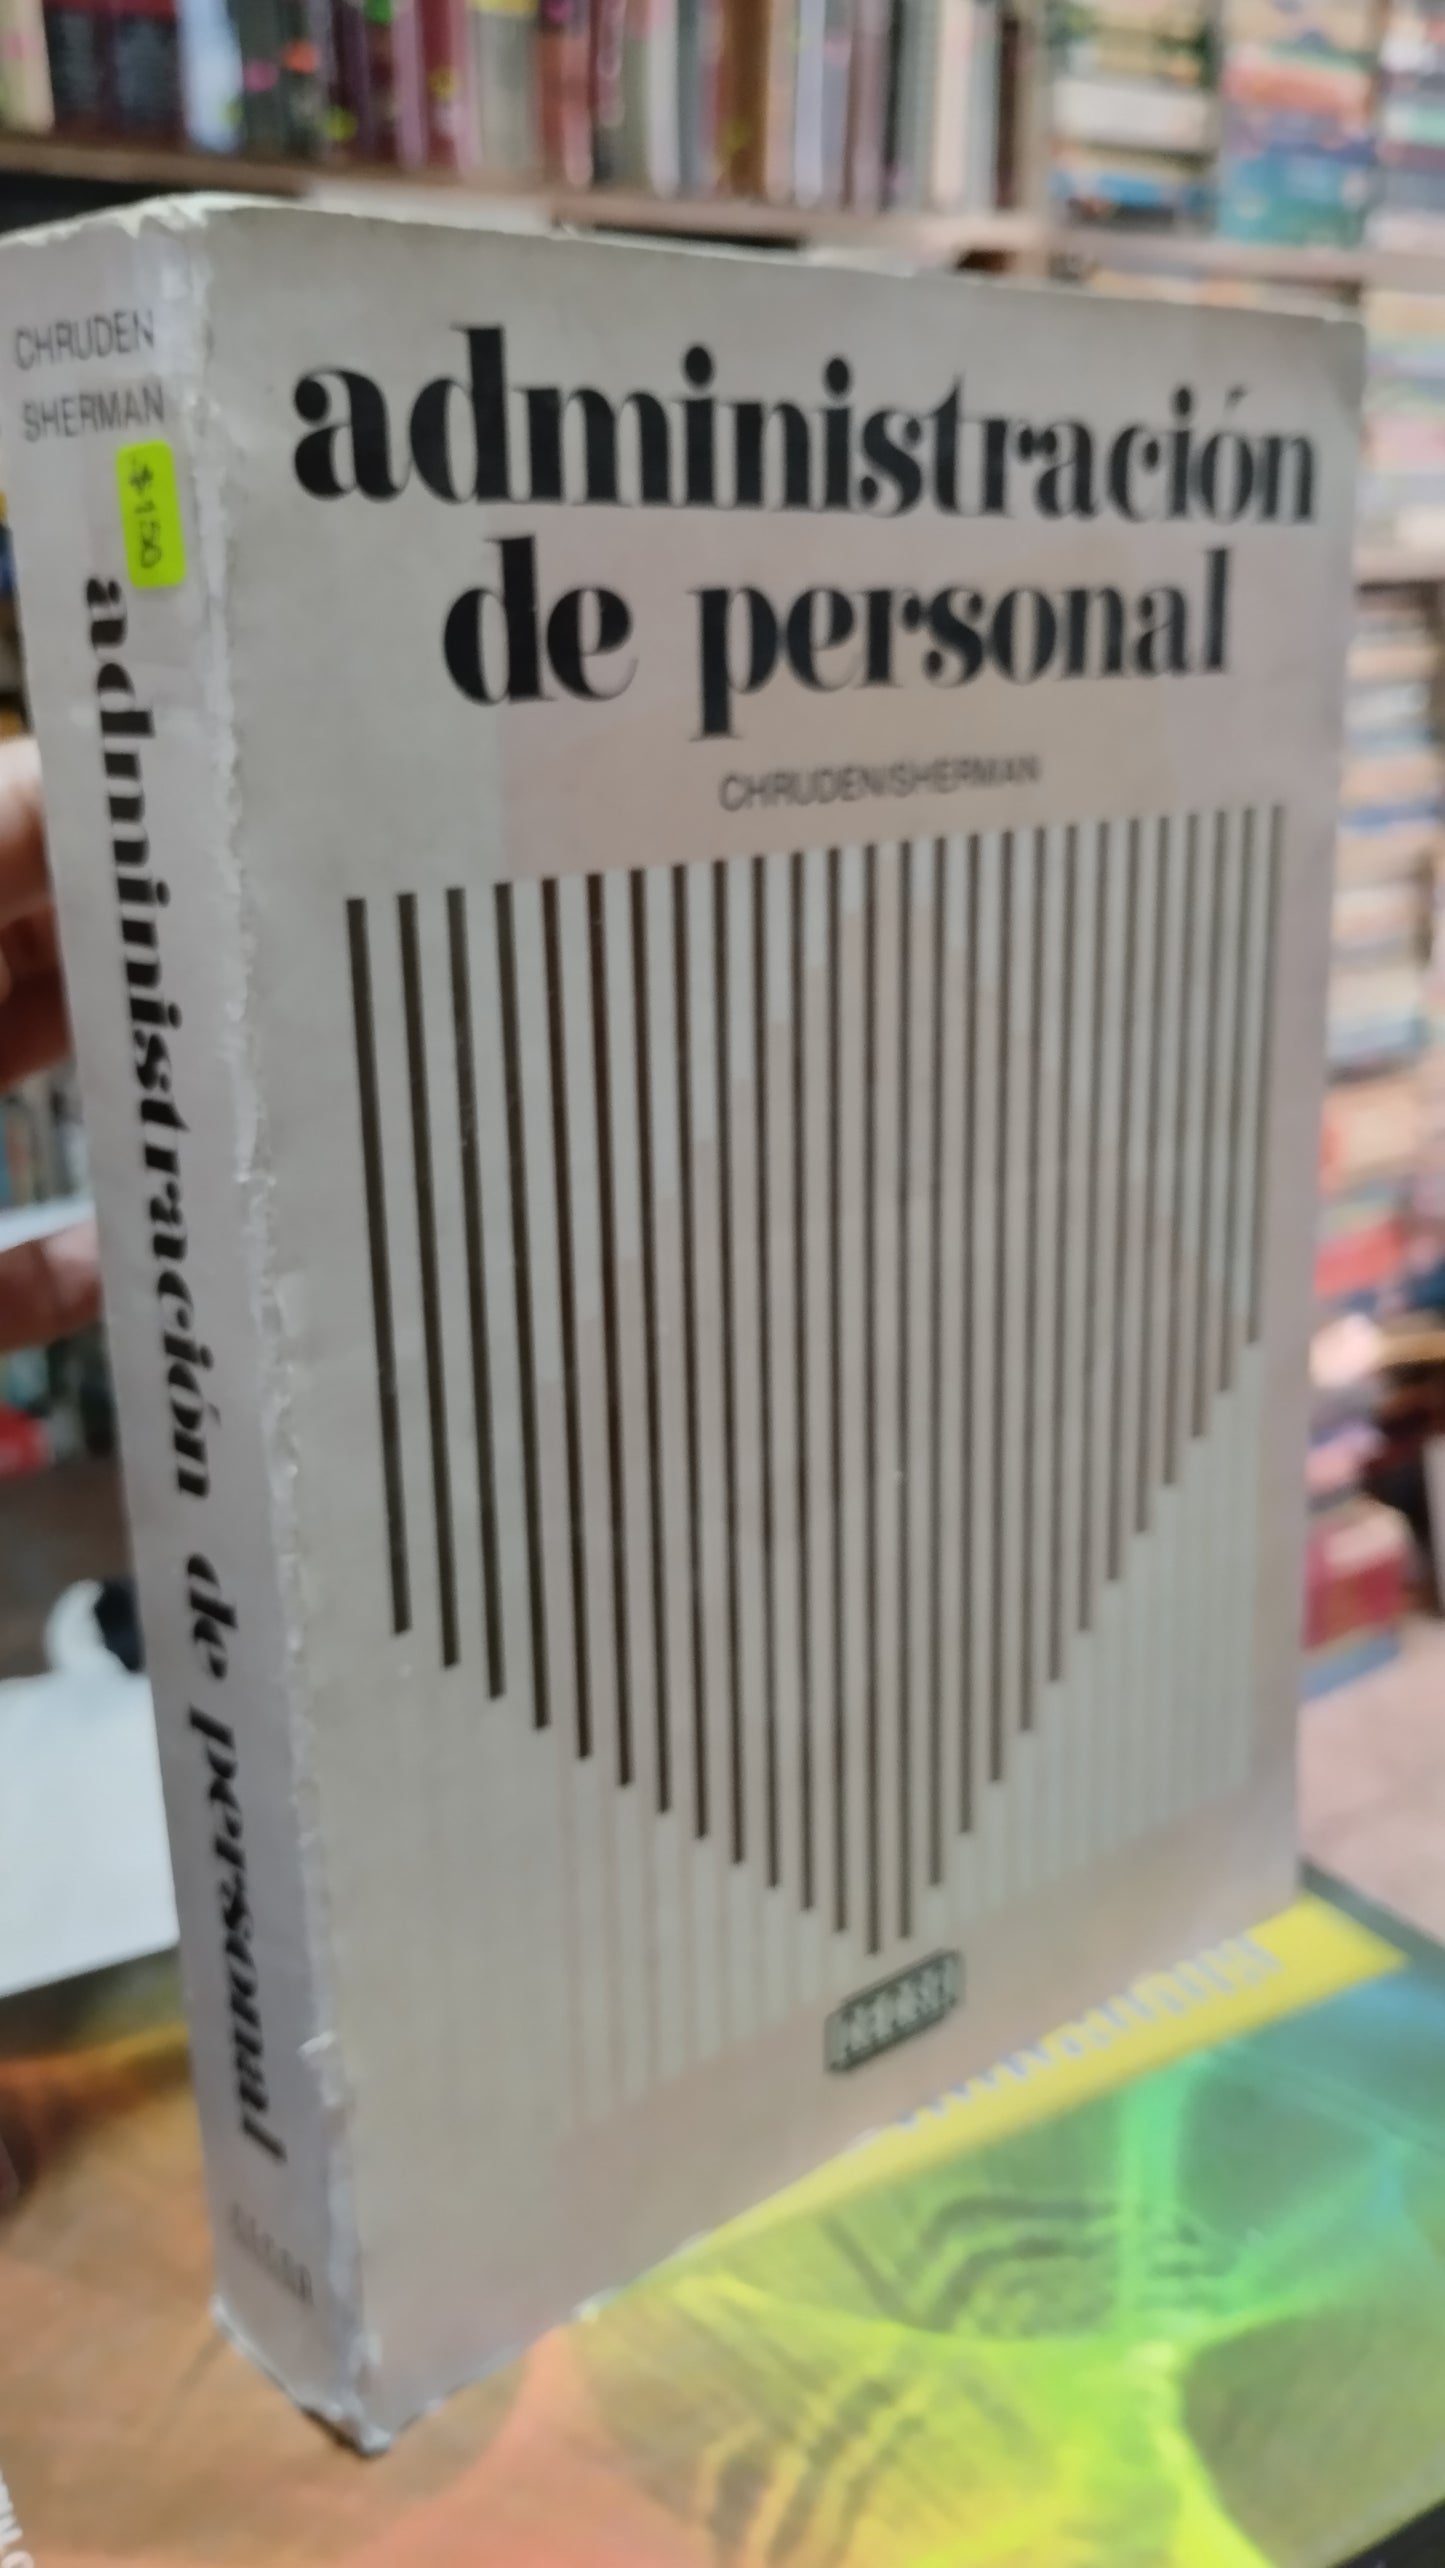 CHRUDEN
SHERMAN
$150
administración de personal
administración
de personal
CHRUDEN/SHERMAN